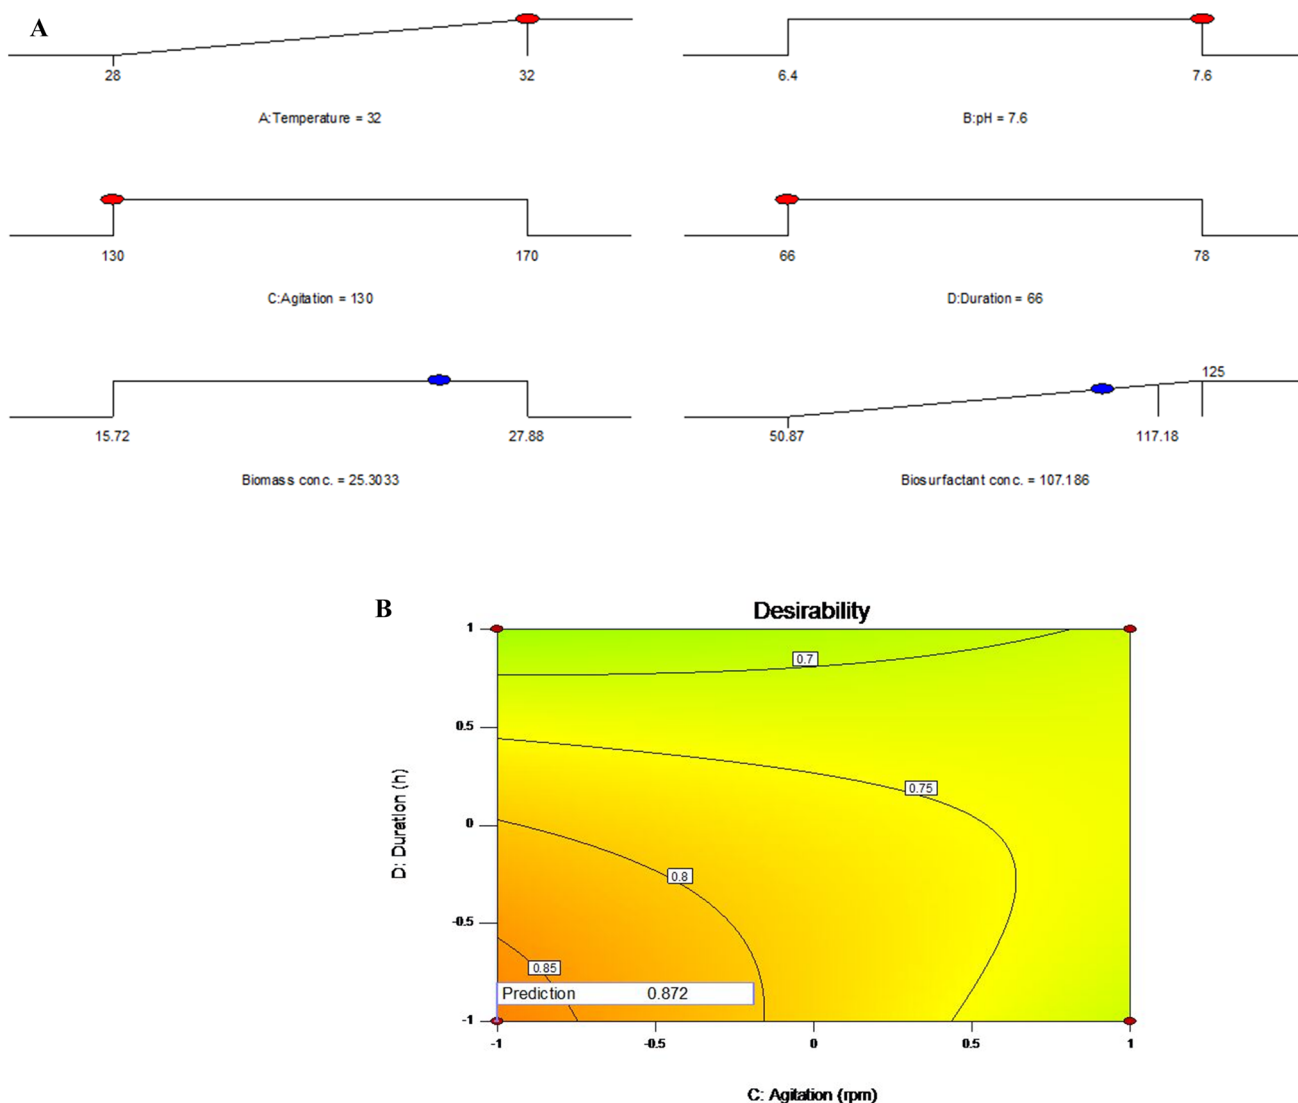 A
28 32
A:Temperature = 32
6.4 7.6
B:pH = 7.6
130 170
C:Agitation = 130
66 78
D:Duration = 66
15.72 27.88
Biomass conc. = 25.3033
125
50.87 117.18
Biosurfactant conc. = 107.186
B
Desirability
1
0.5
0
-0.5
-1
D: Duration (h)
0.7
0.75
0.8
0.85
Prediction 0.872
-1 -0.5 0 0.5 1
C: Agitation (rpm)